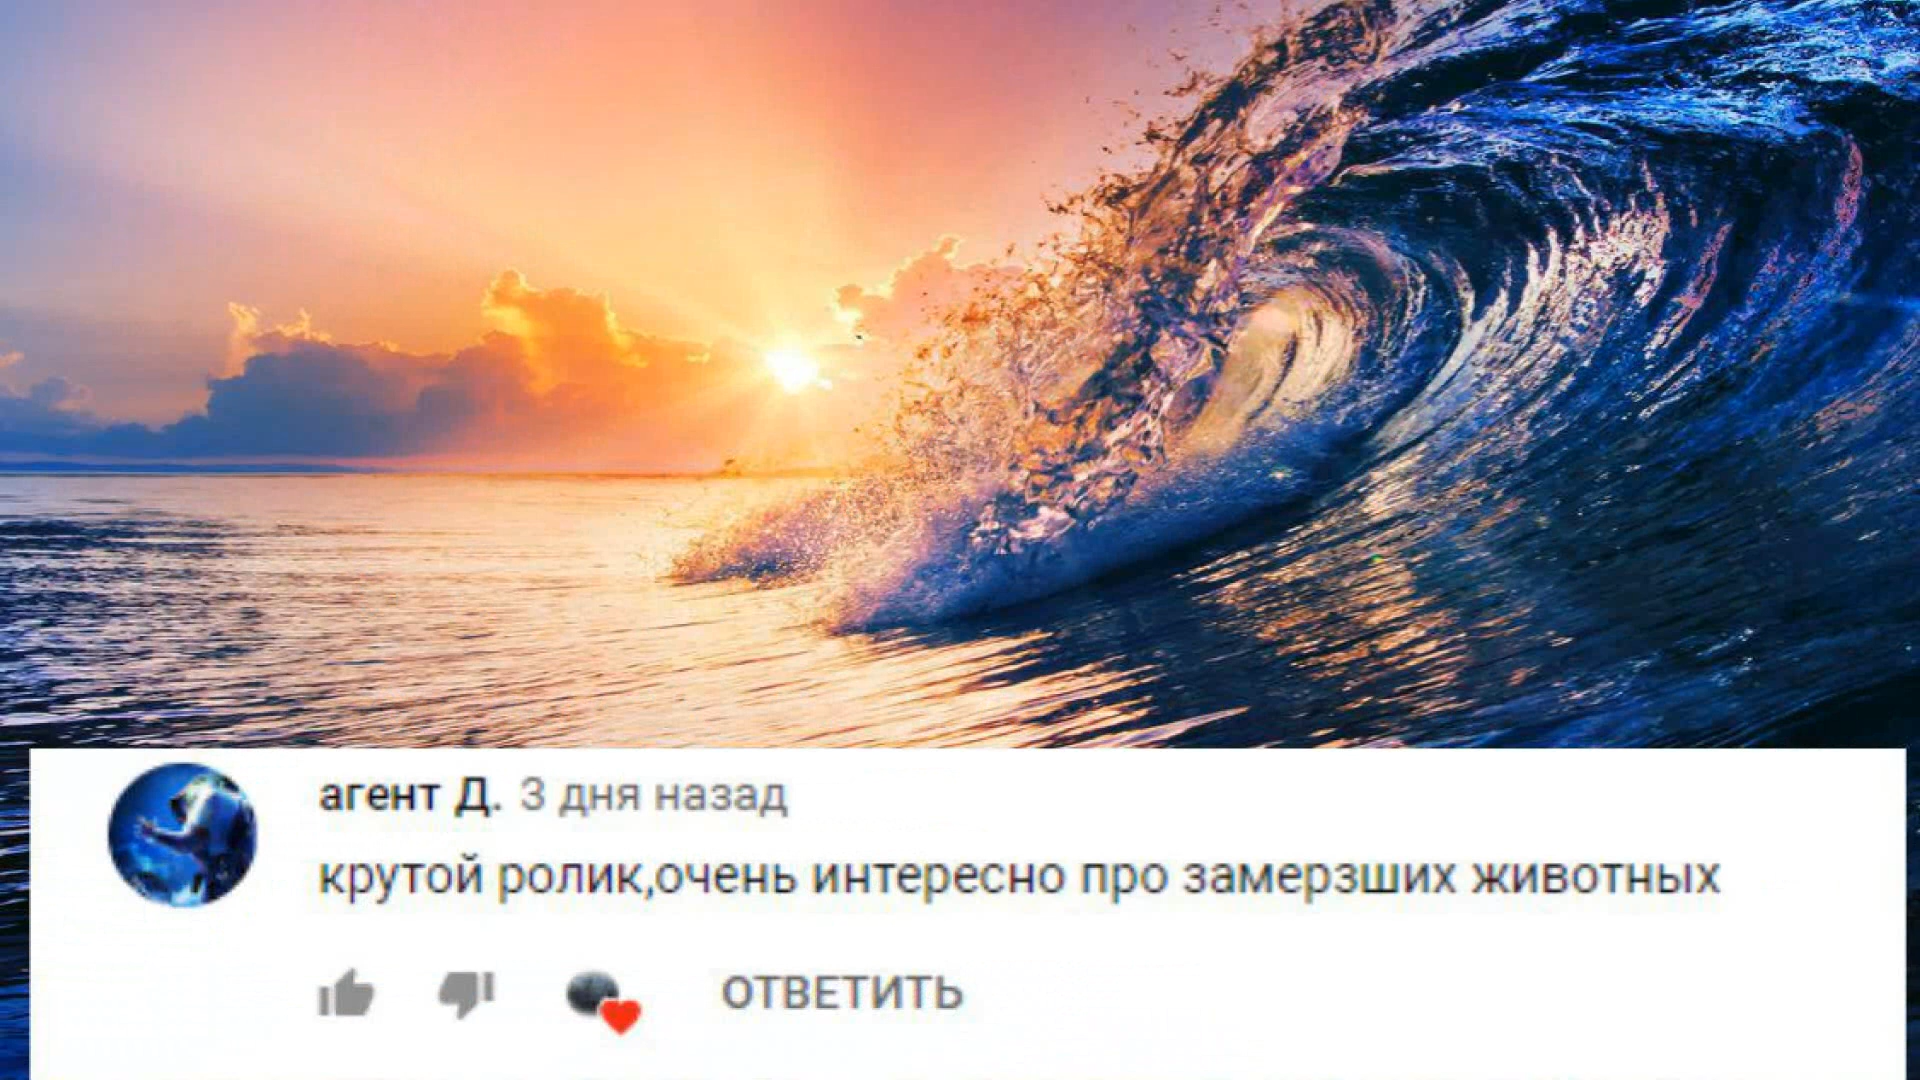 агент Д. 3 дня назад
крутой ролик,очень интересно про замерзших животных
ОТВЕТИТЬ